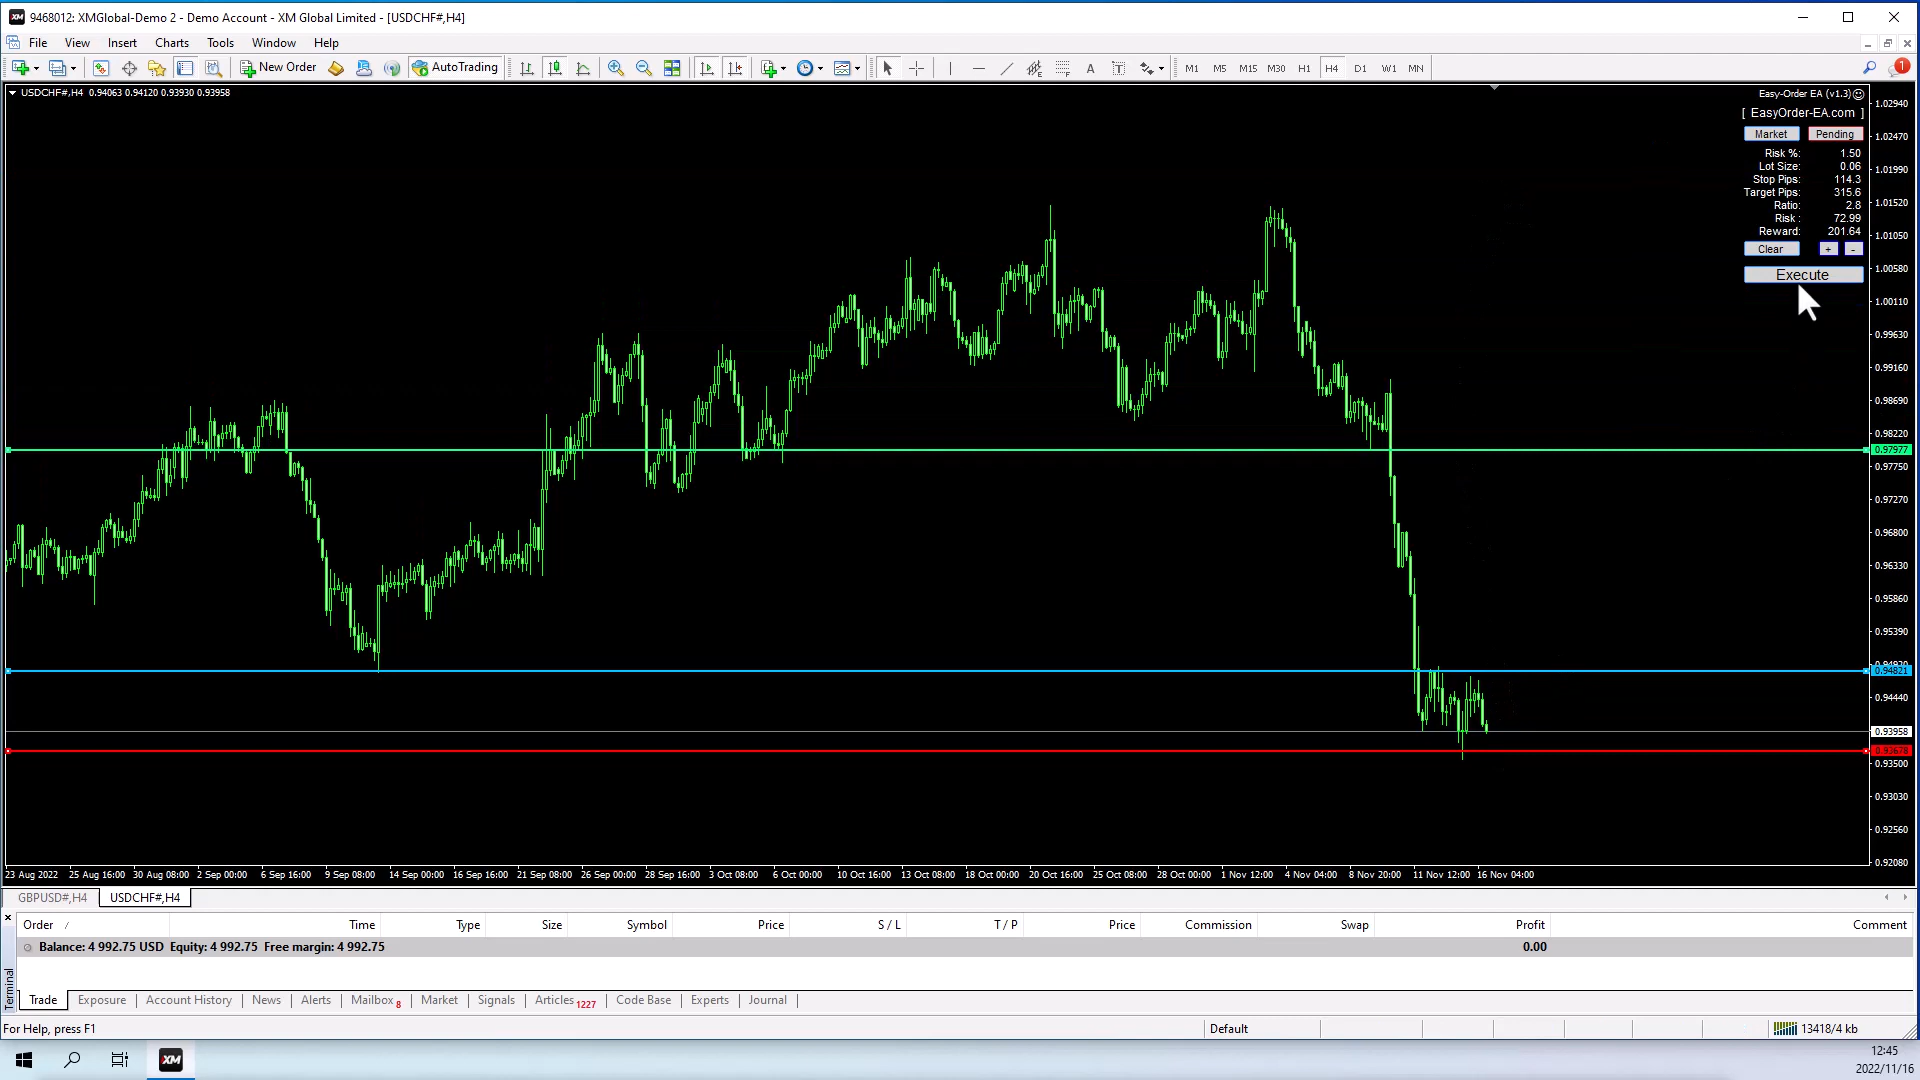 9468012: XMGlobal-Demo 2 - Demo Account - XM Global Limited - [USDCHF#,H4]
File View Insert Charts Tools Window Help
New Order AutoTrading A T M1 M5 M15 M30 H1 H4 D1 W1 MN 1
USDCHF#,H4 0.94063 0.94120 0.93930 0.93958
Easy-Order EA (v1.3)
[ EasyOrder-EA.com ]
Market Pending
Risk %: 1.50
Lot Size: 0.06
Stop Pips: 114.3
Target Pips: 315.6
Ratio: 2.8
Risk : 72.99
Reward: 201.64
Clear + -
Execute
1.02940
1.02470
1.01990
1.01520
1.01050
1.00580
1.00110
0.99630
0.99160
0.98690
0.98220
0.97977
0.97750
0.97270
0.96800
0.96330
0.95860
0.95390
0.94821
0.94440
0.93958
0.93678
0.93500
0.93030
0.92560
0.92080
23 Aug 2022 25 Aug 16:00 30 Aug 08:00 2 Sep 00:00 6 Sep 16:00 9 Sep 08:00 14 Sep 00:00 16 Sep 16:00 21 Sep 08:00 26 Sep 00:00 28 Sep 16:00 3 Oct 08:00 6 Oct 00:00 10 Oct 16:00 13 Oct 08:00 18 Oct 00:00 20 Oct 16:00 25 Oct 08:00 28 Oct 00:00 1 Nov 12:00 4 Nov 04:00 8 Nov 20:00 11 Nov 12:00 16 Nov 04:00
GBPUSD#,H4 USDCHF#,H4
Order / Time Type Size Symbol Price S / L T / P Price Commission Swap Profit Comment
Balance: 4 992.75 USD Equity: 4 992.75 Free margin: 4 992.75 0.00
Terminal
Trade Exposure Account History News Alerts Mailbox 8 Market Signals Articles 1227 Code Base Experts Journal
For Help, press F1 Default 13418/4 kb
XM
12:45
2022/11/16